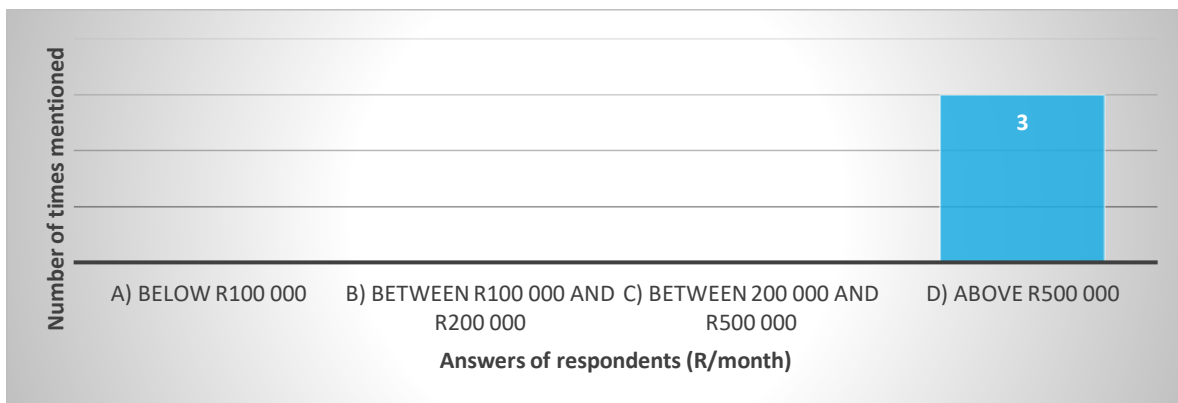 Number of times mentioned
3
A) BELOW R100 000
B) BETWEEN R100 000 AND
R200 000
C) BETWEEN 200 000 AND
R500 000
D) ABOVE R500 000
Answers of respondents (R/month)